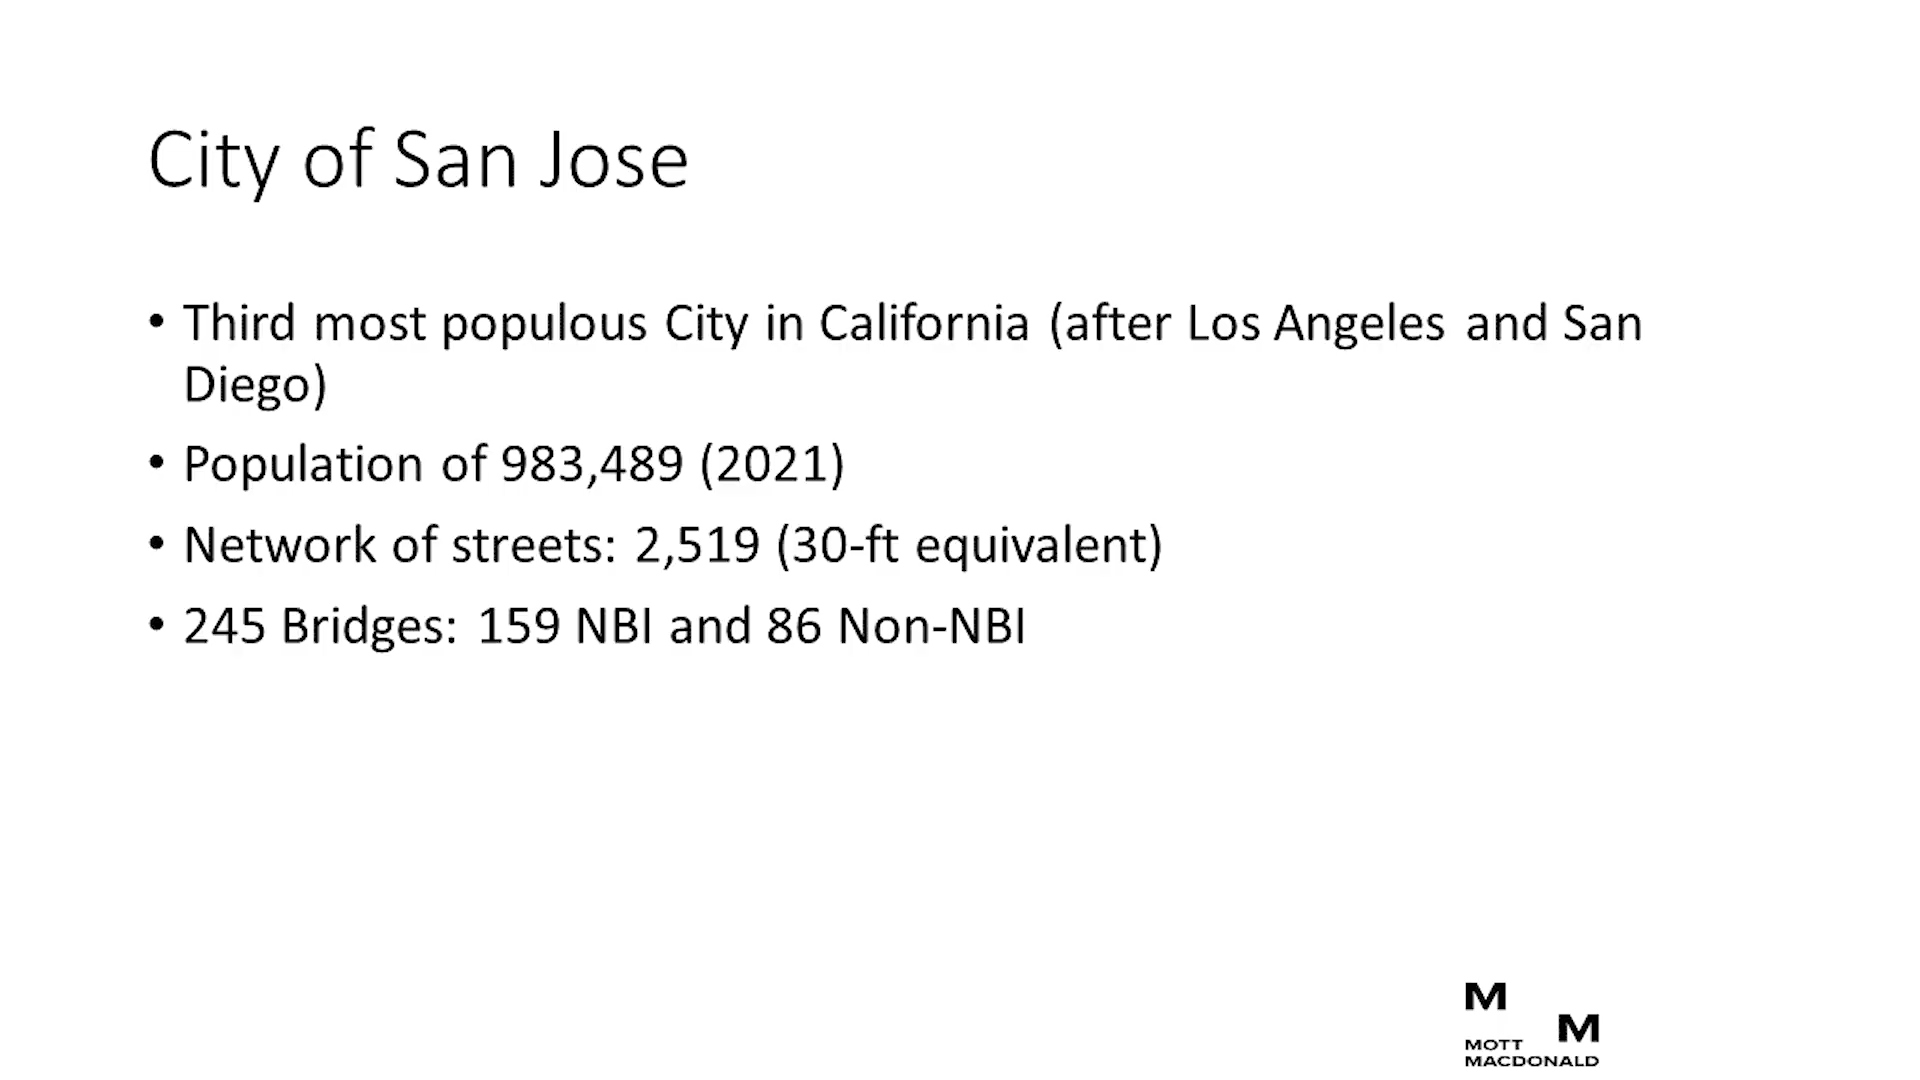 City of San Jose
• Third most populous City in California (after Los Angeles and San
Diego)
• Population of 983,489 (2021)
• Network of streets: 2,519 (30-ft equivalent)
• 245 Bridges: 159 NBI and 86 Non-NBI
M
M
MOTT
MACDONALD